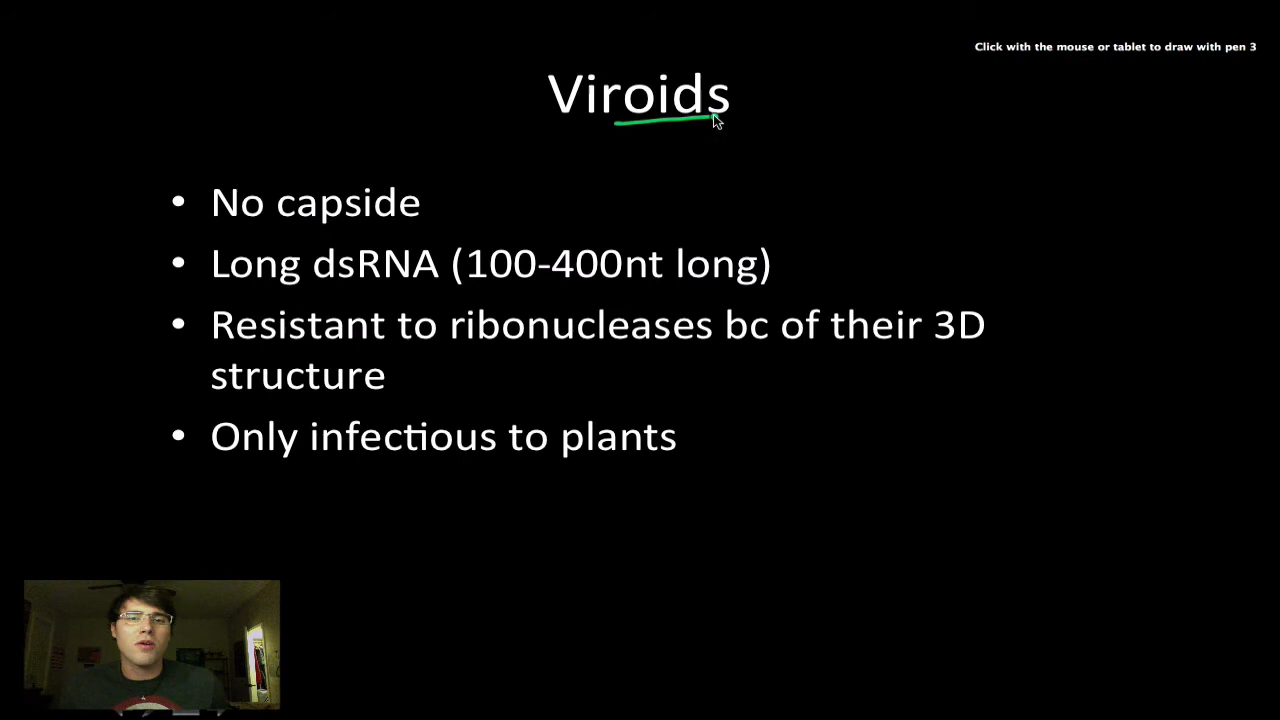 Click with the mouse or tablet to draw with pen 3
Viroids
• No capside
• Long dsRNA (100-400nt long)
• Resistant to ribonucleases bc of their 3D
structure
• Only infectious to plants